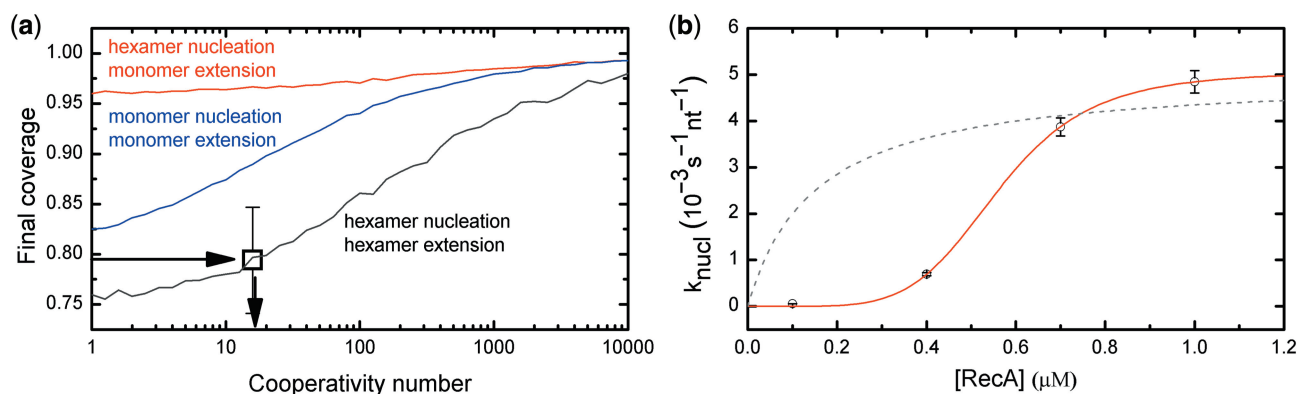 (a)
hexamer nucleation
monomer extension
monomer nucleation
monomer extension
hexamer nucleation
hexamer extension
Final coverage
1.00
0.95
0.90
0.85
0.80
0.75
1 10 100 1000 10000
Cooperativity number
(b)
k_nucl (10⁻³s⁻¹nt⁻¹)
6
5
4
3
2
1
0
0.0 0.2 0.4 0.6 0.8 1.0 1.2
[RecA] (μM)